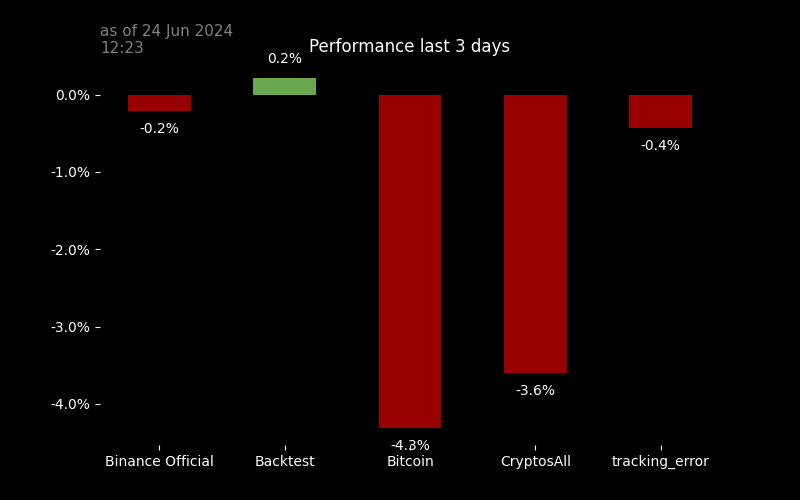 as of 24 Jun 2024
12:23
Performance last 3 days
0.2%
0.0%
-0.2%
-0.4%
-1.0%
-2.0%
-3.0%
-3.6%
-4.0%
-4.3%
Binance Official
Backtest
Bitcoin
CryptosAll
tracking_error